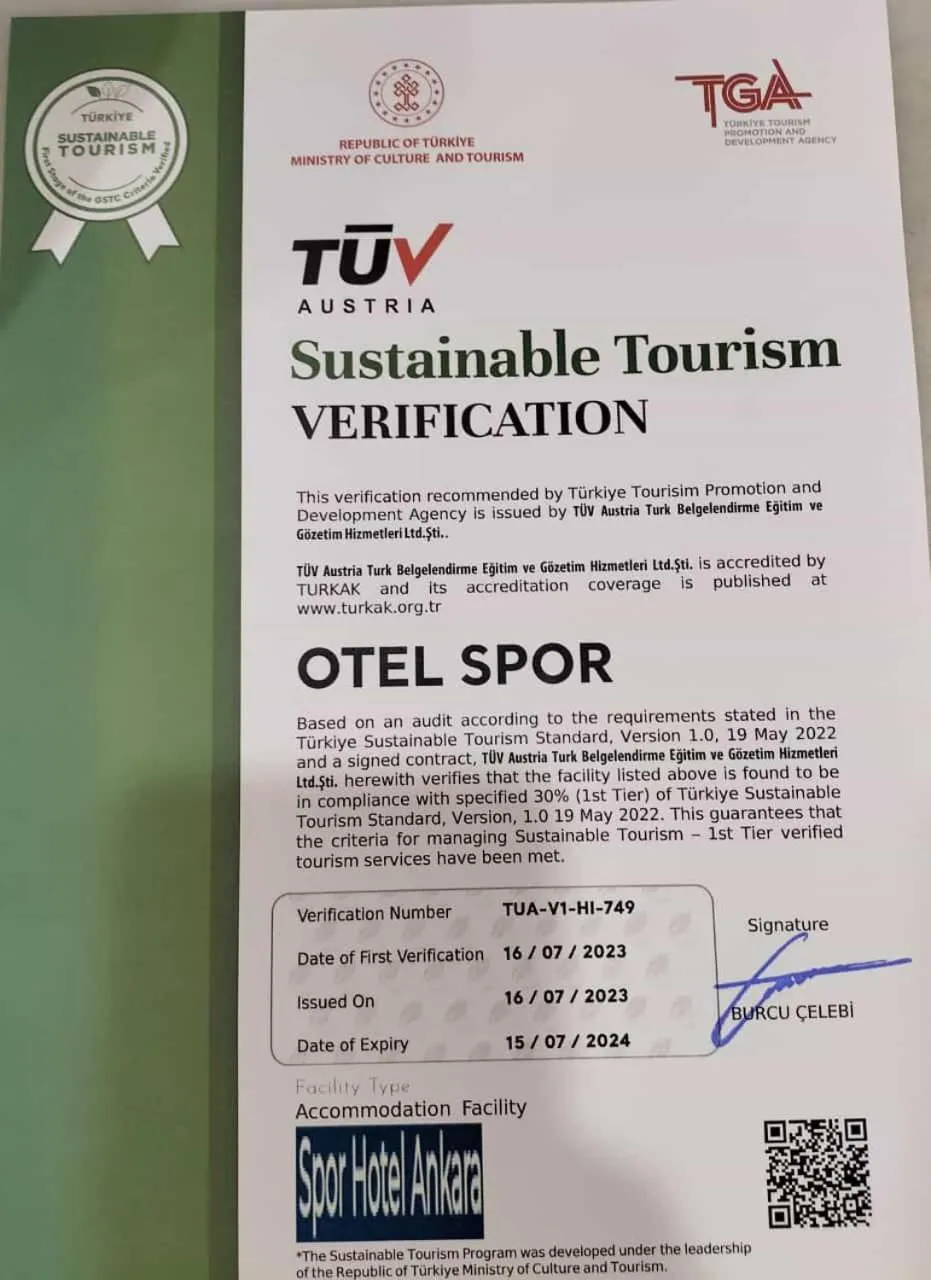 TÜRKİYE
SUSTAINABLE
TOURISM
First Stage of the GSTC Criteria Verified
REPUBLIC OF TÜRKİYE
MINISTRY OF CULTURE AND TOURISM
TGA
TÜRKİYE TOURISM
PROMOTION AND
DEVELOPMENT AGENCY
TÜV
AUSTRIA
Sustainable Tourism
VERIFICATION
This verification recommended by Türkiye Tourisim Promotion and
Development Agency is issued by TÜV Austria Turk Belgelendirme Eğitim ve
Gözetim Hizmetleri Ltd.Şti..
TÜV Austria Turk Belgelendirme Eğitim ve Gözetim Hizmetleri Ltd.Şti. is accredited by
TURKAK and its accreditation coverage is published at
www.turkak.org.tr
OTEL SPOR
Based on an audit according to the requirements stated in the
Türkiye Sustainable Tourism Standard, Version 1.0, 19 May 2022
and a signed contract, TÜV Austria Turk Belgelendirme Eğitim ve Gözetim Hizmetleri
Ltd.Şti. herewith verifies that the facility listed above is found to be
in compliance with specified 30% (1st Tier) of Türkiye Sustainable
Tourism Standard, Version, 1.0 19 May 2022. This guarantees that
the criteria for managing Sustainable Tourism – 1st Tier verified
tourism services have been met.
Verification Number TUA-V1-HI-749
Date of First Verification 16 / 07 / 2023
Issued On 16 / 07 / 2023
Date of Expiry 15 / 07 / 2024
Signature
BURCU ÇELEBİ
Facility Type
Accommodation Facility
Spor Hotel Ankara
*The Sustainable Tourism Program was developed under the leadership
of the Republic of Türkiye Ministry of Culture and Tourism.